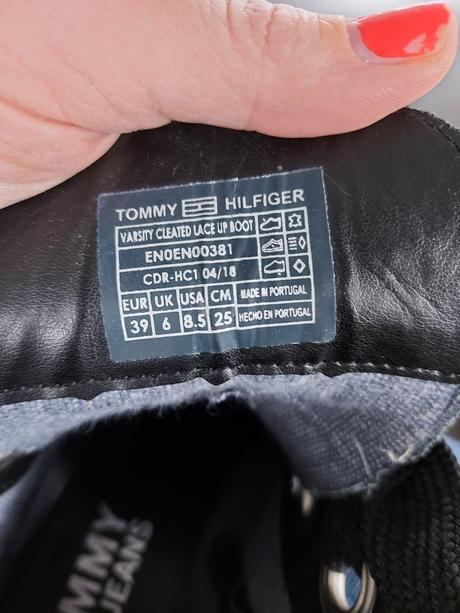 TOMMY HILFIGER
VARSITY CLEATED LACE UP BOOT
EN0EN00381
CDR-HC1 04/18
EUR UK USA CM MADE IN PORTUGAL
39 6 8.5 25 HECHO EN PORTUGAL
MMY
JEANS